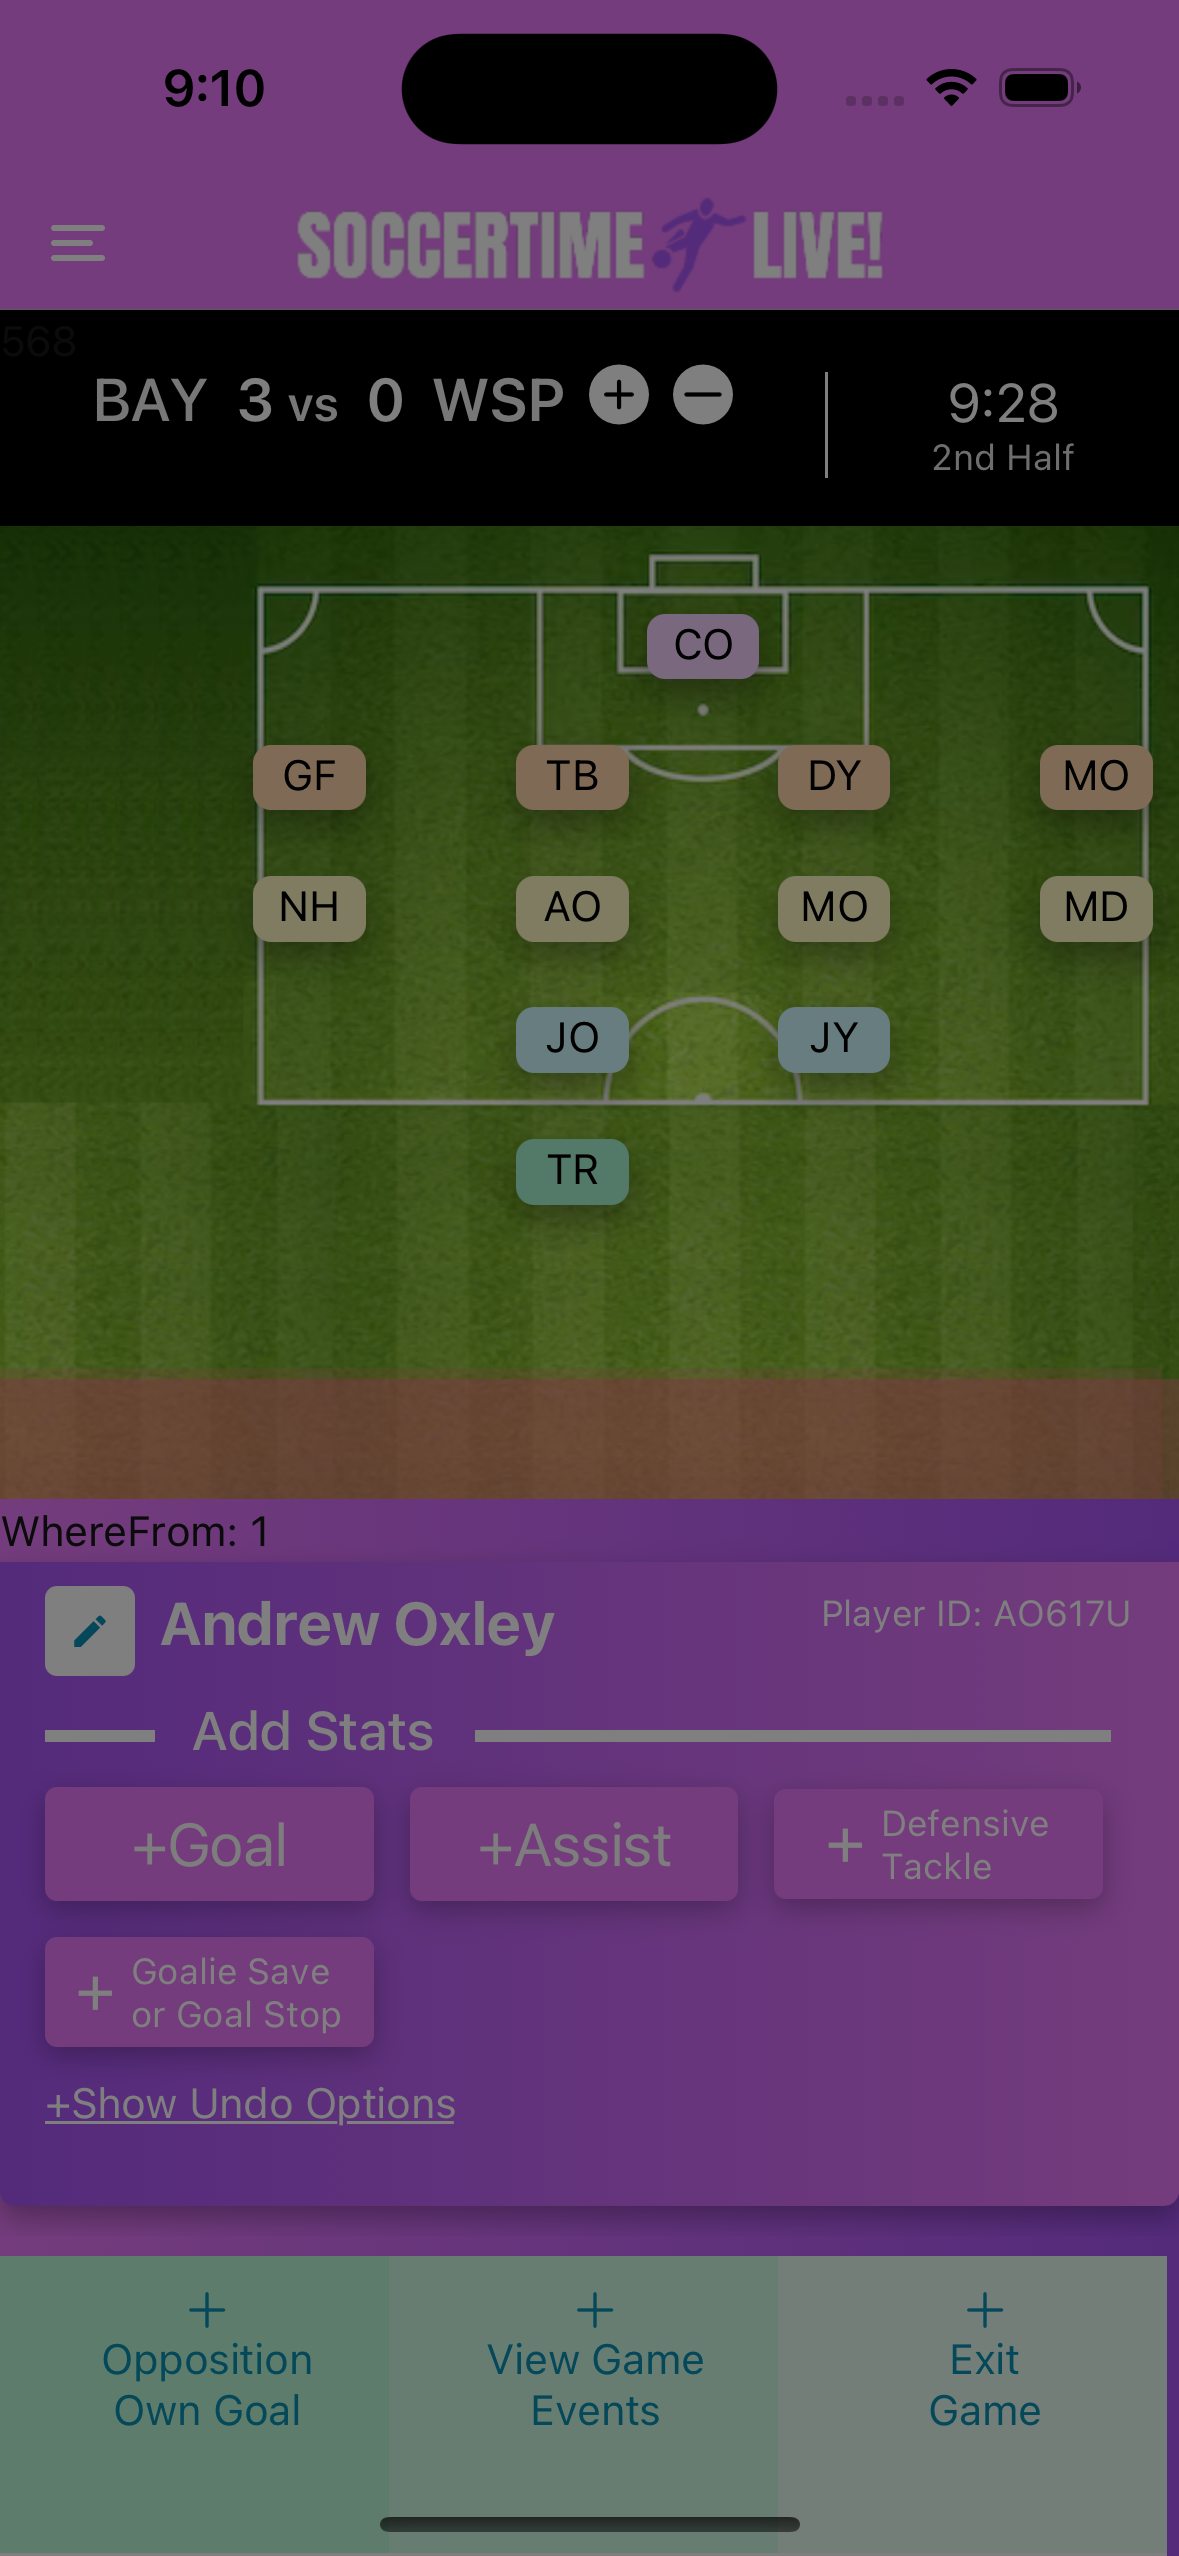 9:10
SOCCERTIME LIVE!
568
BAY 3 vs 0 WSP
9:28
2nd Half
CO
GF TB DY MO
NH AO MO MD
JO JY
TR
WhereFrom: 1
Andrew Oxley
Player ID: AO617U
Add Stats
+Goal
+Assist
+ Defensive
Tackle
+ Goalie Save
or Goal Stop
+Show Undo Options
+
Opposition
Own Goal
+
View Game
Events
+
Exit
Game